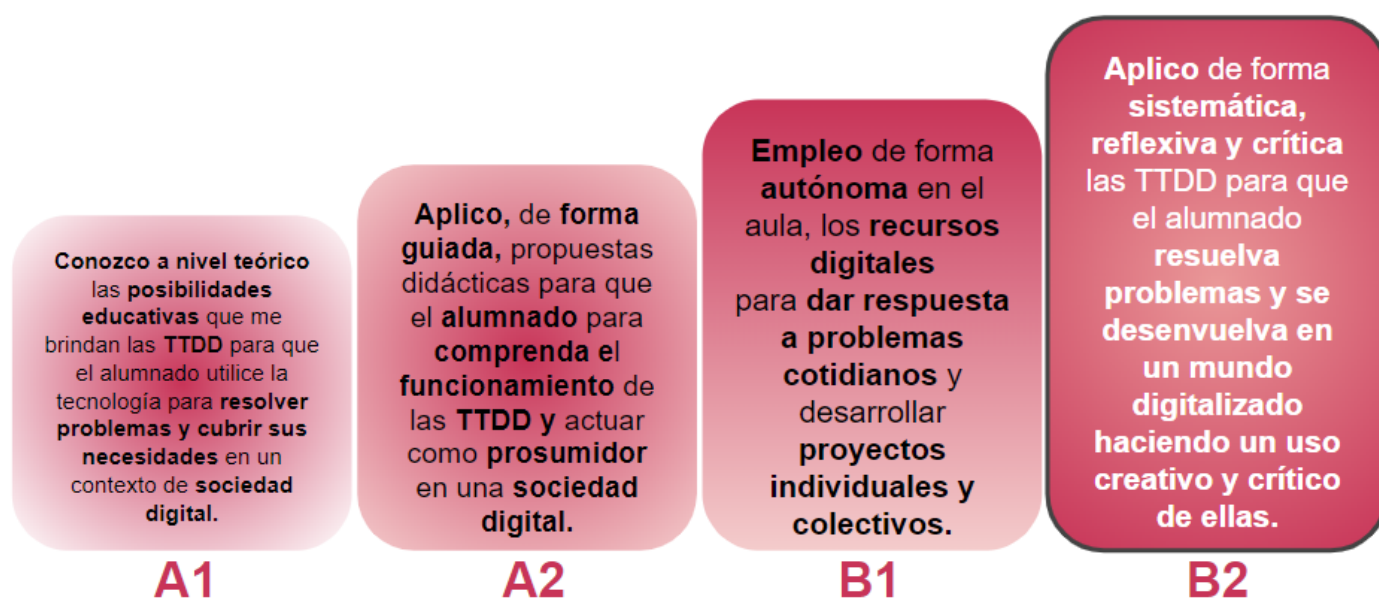 Conozco a nivel teórico
las posibilidades
educativas que me
brindan las TTDD para que
el alumnado utilice la
tecnología para resolver
problemas y cubrir sus
necesidades en un
contexto de sociedad
digital.
A1
Aplico, de forma
guiada, propuestas
didácticas para que
el alumnado para
comprenda el
funcionamiento de
las TTDD y actuar
como prosumidor
en una sociedad
digital.
A2
Empleo de forma
autónoma en el
aula, los recursos
digitales
para dar respuesta
a problemas
cotidianos y
desarrollar
proyectos
individuales y
colectivos.
B1
Aplico de forma
sistemática,
reflexiva y crítica
las TTDD para que
el alumnado
resuelva
problemas y se
desenvuelva en
un mundo
digitalizado
haciendo un uso
creativo y crítico
de ellas.
B2